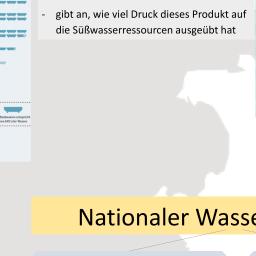 - gibt an, wie viel Druck dieses Produkt auf
die Süßwasserressourcen ausgeübt hat
Nationaler Wasse